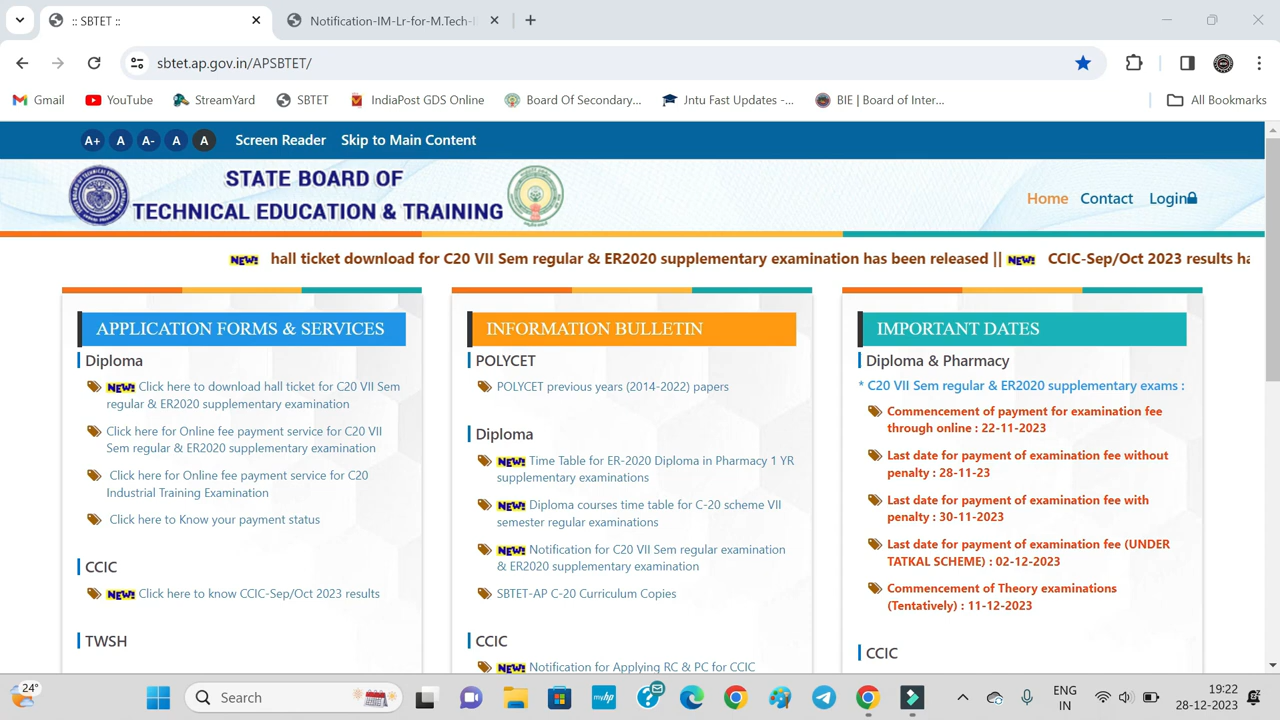 :: SBTET ::
Notification-IM-Lr-for-M.Tech-I
sbtet.ap.gov.in/APSBTET/
Gmail
YouTube
StreamYard
SBTET
IndiaPost GDS Online
Board Of Secondary...
Jntu Fast Updates -...
BIE | Board of Inter...
All Bookmarks
A+ A A- A A
Screen Reader
Skip to Main Content
STATE BOARD OF
TECHNICAL EDUCATION & TRAINING
Home Contact Login
NEW! hall ticket download for C20 VII Sem regular & ER2020 supplementary examination has been released || NEW! CCIC-Sep/Oct 2023 results ha
APPLICATION FORMS & SERVICES
Diploma
NEW! Click here to download hall ticket for C20 VII Sem
regular & ER2020 supplementary examination
Click here for Online fee payment service for C20 VII
Sem regular & ER2020 supplementary examination
Click here for Online fee payment service for C20
Industrial Training Examination
Click here to Know your payment status
CCIC
NEW! Click here to know CCIC-Sep/Oct 2023 results
TWSH
INFORMATION BULLETIN
POLYCET
POLYCET previous years (2014-2022) papers
Diploma
NEW! Time Table for ER-2020 Diploma in Pharmacy 1 YR
supplementary examinations
NEW! Diploma courses time table for C-20 scheme VII
semester regular examinations
NEW! Notification for C20 VII Sem regular examination
& ER2020 supplementary examination
SBTET-AP C-20 Curriculum Copies
CCIC
NEW! Notification for Applying RC & PC for CCIC
IMPORTANT DATES
Diploma & Pharmacy
* C20 VII Sem regular & ER2020 supplementary exams :
Commencement of payment for examination fee
through online : 22-11-2023
Last date for payment of examination fee without
penalty : 28-11-23
Last date for payment of examination fee with
penalty : 30-11-2023
Last date for payment of examination fee (UNDER
TATKAL SCHEME) : 02-12-2023
Commencement of Theory examinations
(Tentatively) : 11-12-2023
CCIC
24°
Search
myhp
ENG
IN
19:22
28-12-2023